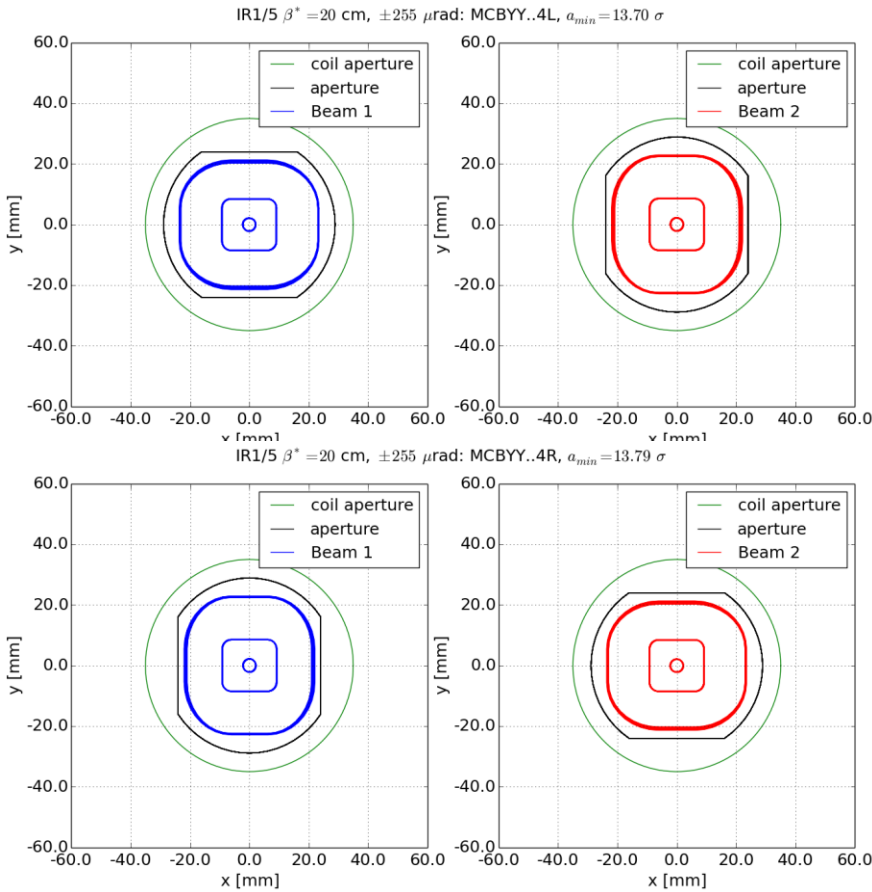 IR1/5 β* =20 cm, ±255 μrad: MCBYY..4L, a_min=13.70 σ
60.0
40.0
20.0
0.0
-20.0
-40.0
-60.0
y [mm]
-60.0 -40.0 -20.0 0.0 20.0 40.0 60.0
x [mm]
coil aperture
aperture
Beam 1
60.0
40.0
20.0
0.0
-20.0
-40.0
-60.0
y [mm]
-60.0 -40.0 -20.0 0.0 20.0 40.0 60.0
x [mm]
coil aperture
aperture
Beam 2
IR1/5 β* =20 cm, ±255 μrad: MCBYY..4R, a_min=13.79 σ
60.0
40.0
20.0
0.0
-20.0
-40.0
-60.0
y [mm]
-60.0 -40.0 -20.0 0.0 20.0 40.0 60.0
x [mm]
coil aperture
aperture
Beam 1
60.0
40.0
20.0
0.0
-20.0
-40.0
-60.0
y [mm]
-60.0 -40.0 -20.0 0.0 20.0 40.0 60.0
x [mm]
coil aperture
aperture
Beam 2